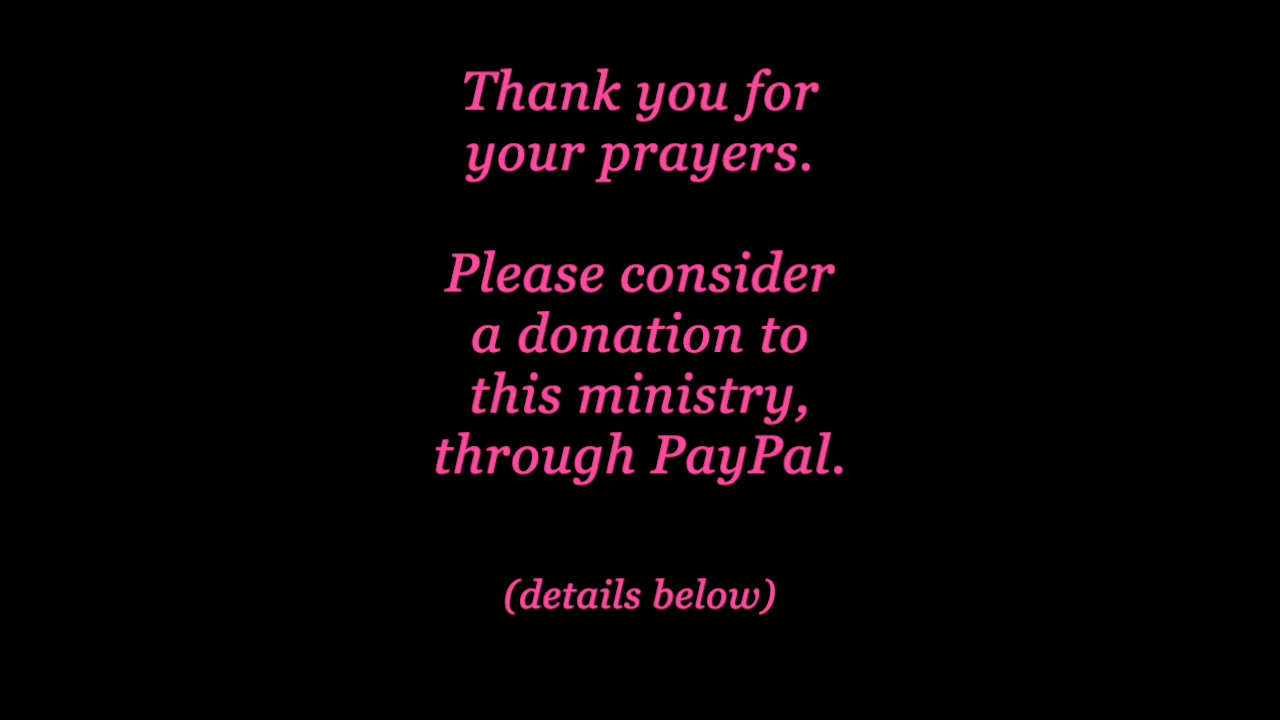 Thank you for
your prayers.
Please consider
a donation to
this ministry,
through PayPal.
(details below)